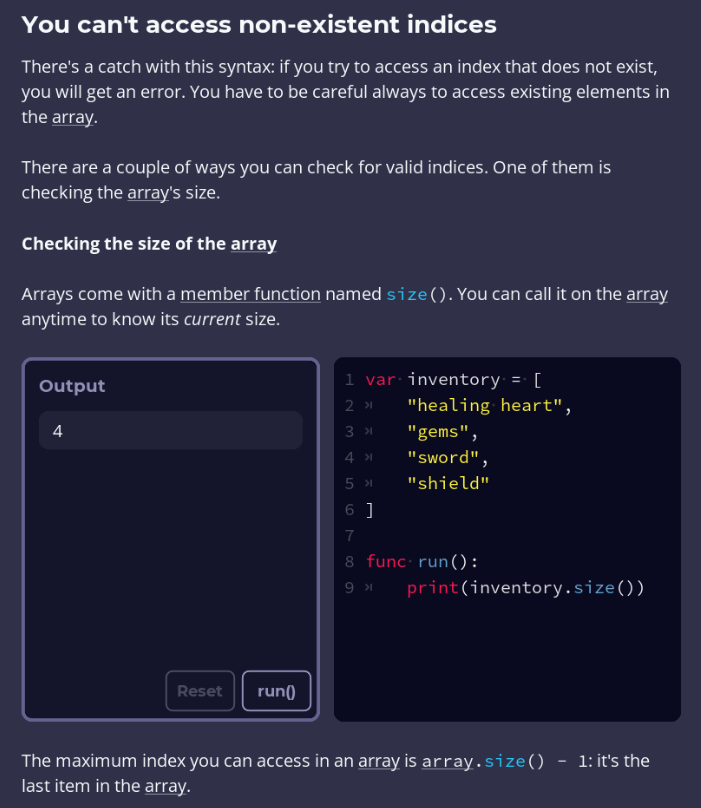 You can't access non-existent indices
There's a catch with this syntax: if you try to access an index that does not exist,
you will get an error. You have to be careful always to access existing elements in
the array.
There are a couple of ways you can check for valid indices. One of them is
checking the array's size.
Checking the size of the array
Arrays come with a member function named size(). You can call it on the array
anytime to know its current size.
Output
4
Reset
run()
1 var inventory = [
2 "healing heart",
3 "gems",
4 "sword",
5 "shield"
6 ]
7
8 func run():
9 print(inventory.size())
The maximum index you can access in an array is array.size() - 1: it's the
last item in the array.